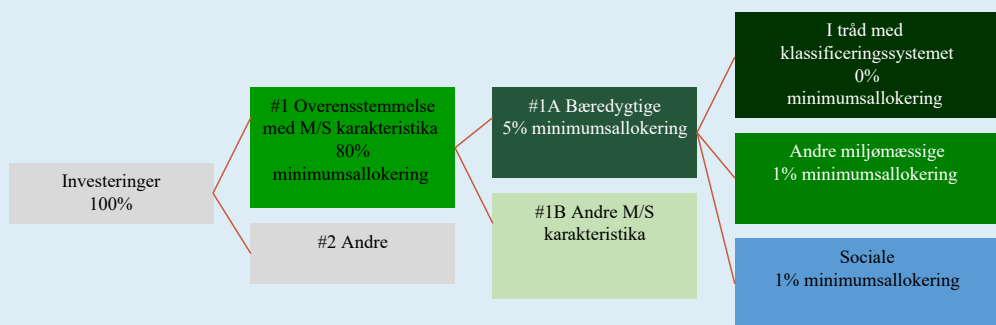 Investeringer
100%
#1 Overensstemmelse
med M/S karakteristika
80%
minimumsallokering
#2 Andre
#1A Bæredygtige
5% minimumsallokering
#1B Andre M/S
karakteristika
I tråd med
klassificeringssystemet
0%
minimumsallokering
Andre miljømæssige
1% minimumsallokering
Sociale
1% minimumsallokering